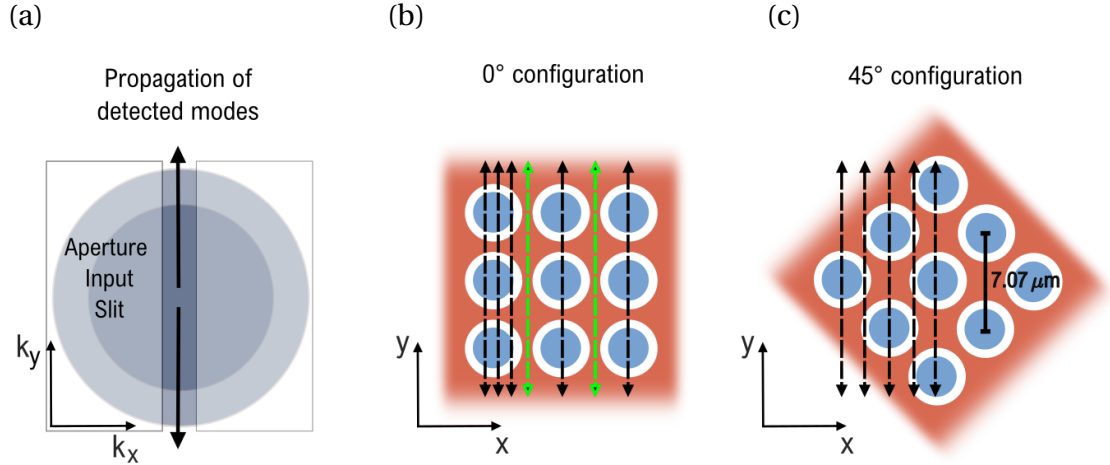 (a)
Propagation of
detected modes
Aperture
Input
Slit
ky
kx
(b)
0° configuration
y
x
(c)
45° configuration
7.07 μm
y
x